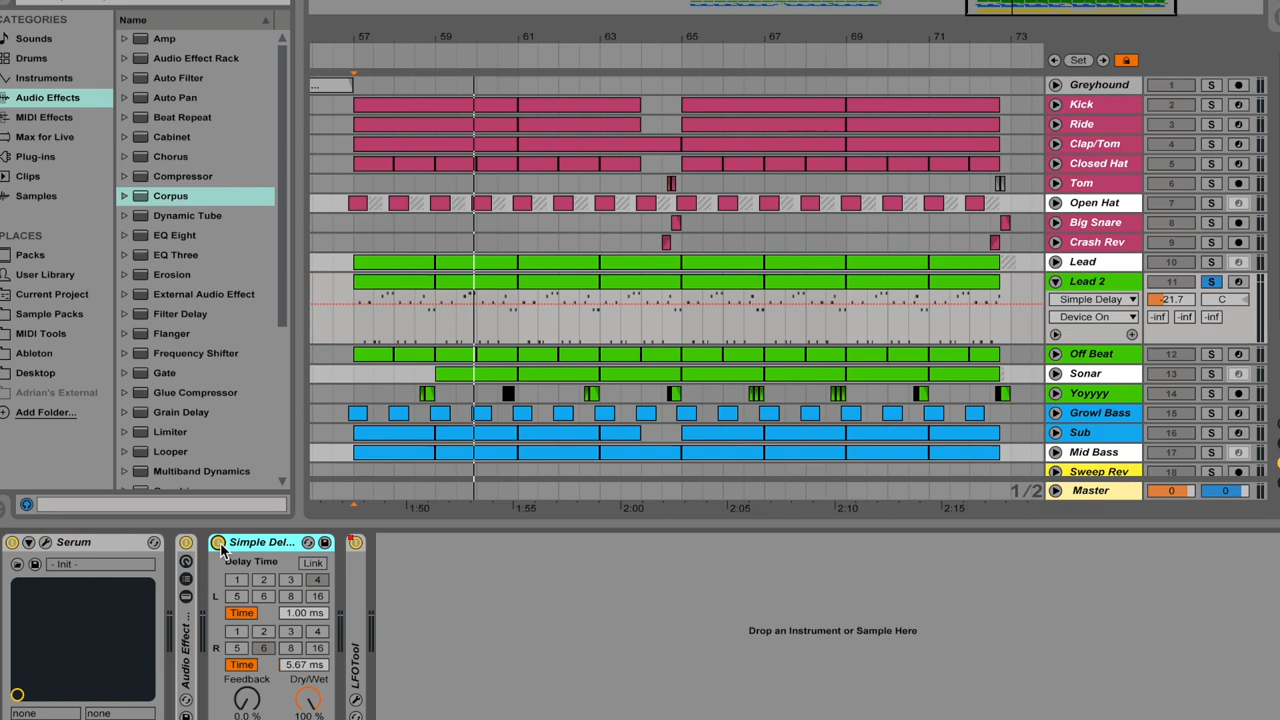 CATEGORIES
Sounds
Drums
Instruments
Audio Effects
MIDI Effects
Max for Live
Plug-ins
Clips
Samples
PLACES
Packs
User Library
Current Project
Sample Packs
MIDI Tools
Ableton
Desktop
Adrian's External
Add Folder...
Name
Amp
Audio Effect Rack
Auto Filter
Auto Pan
Beat Repeat
Cabinet
Chorus
Compressor
Corpus
Dynamic Tube
EQ Eight
EQ Three
Erosion
External Audio Effect
Filter Delay
Flanger
Frequency Shifter
Gate
Glue Compressor
Grain Delay
Limiter
Looper
Multiband Dynamics
57 59 61 63 65 67 69 71 73
...
Set
Greyhound 1 S
Kick 2 S
Ride 3 S
Clap/Tom 4 S
Closed Hat 5 S
Tom 6 S
Open Hat 7 S
Big Snare 8 S
Crash Rev 9 S
Lead 10 S
Lead 2 11 S
Simple Delay -21.7 C
Device On -inf -inf -inf
Off Beat 12 S
Sonar 13 S
Yoyyyy 14 S
Growl Bass 15 S
Sub 16 S
Mid Bass 17 S
Sweep Rev 18 S
1/2 Master 0 0
1:50 1:55 2:00 2:05 2:10 2:15
Serum
- Init -
none none
Audio Effect ...
Simple Del...
Delay Time Link
1 2 3 4
L 5 6 8 16
Time 1.00 ms
1 2 3 4
R 5 6 8 16
Time 5.67 ms
Feedback Dry/Wet
0.0 % 100 %
LFOTool
Drop an Instrument or Sample Here